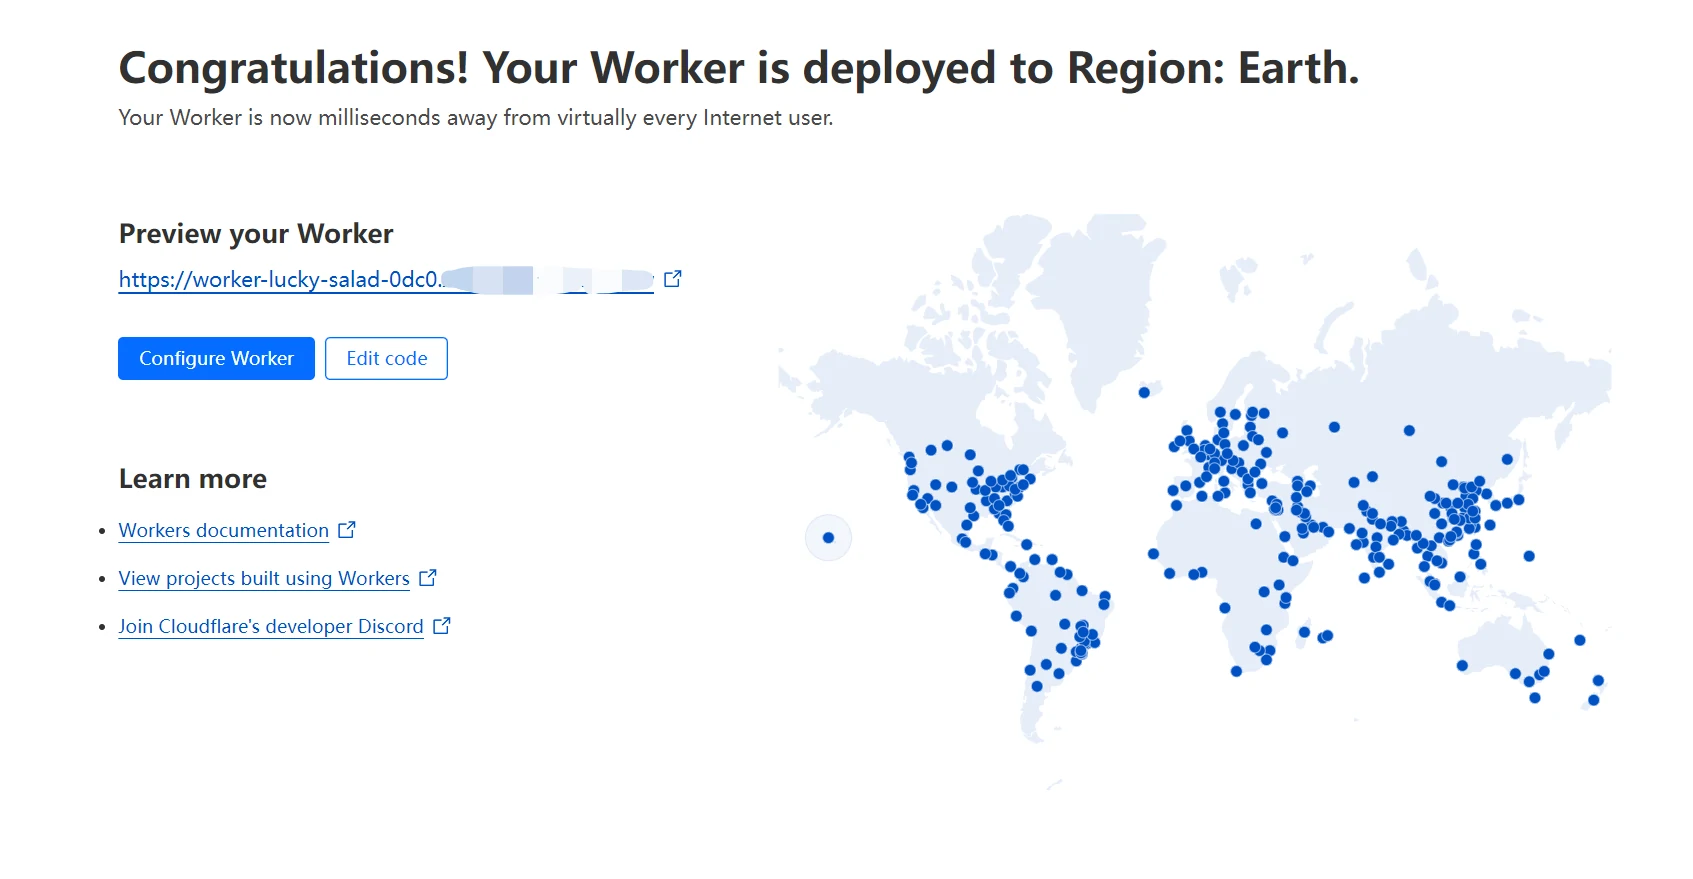 Congratulations! Your Worker is deployed to Region: Earth.
Your Worker is now milliseconds away from virtually every Internet user.
Preview your Worker
https://worker-lucky-salad-0dc0.
Configure Worker
Edit code
Learn more
Workers documentation
View projects built using Workers
Join Cloudflare's developer Discord